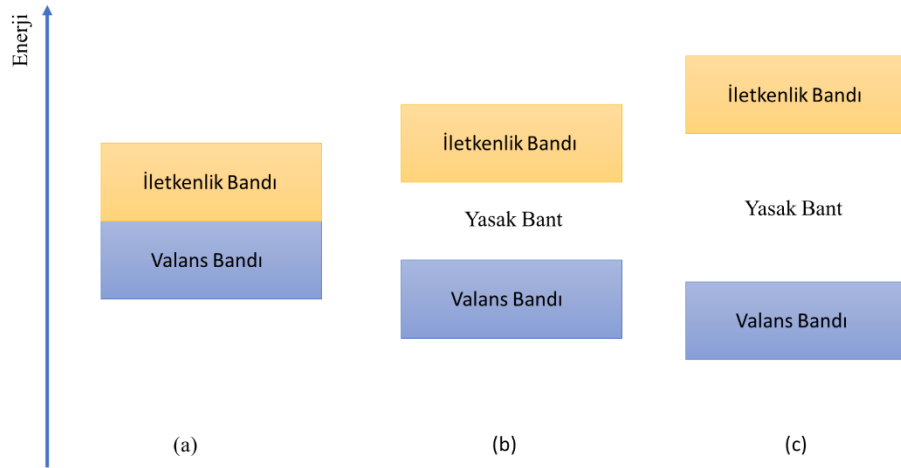 Enerji
İletkenlik Bandı
Valans Bandı
(a)
İletkenlik Bandı
Yasak Bant
Valans Bandı
(b)
İletkenlik Bandı
Yasak Bant
Valans Bandı
(c)